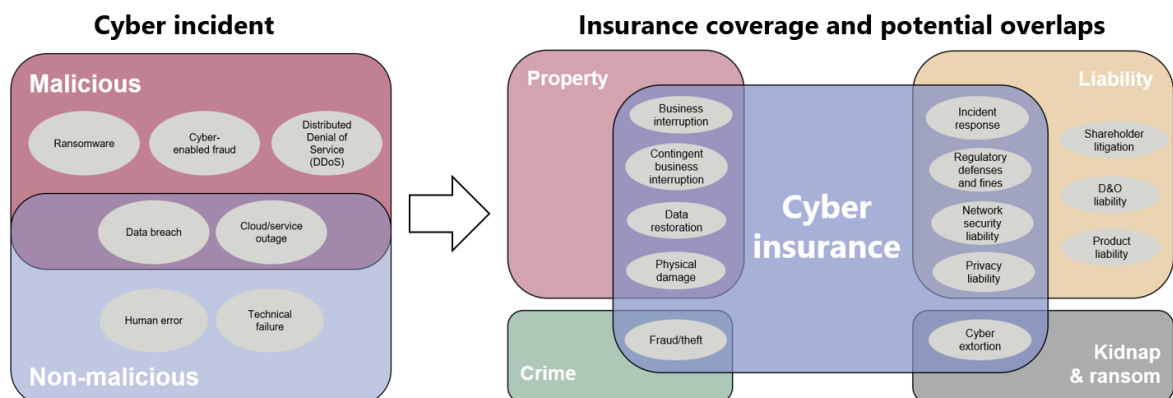 Cyber incident
Malicious
Ransomware
Cyber-
enabled fraud
Distributed
Denial of
Service
(DDoS)
Data breach
Cloud/service
outage
Human error
Technical
failure
Non-malicious
Insurance coverage and potential overlaps
Property
Business
interruption
Contingent
business
interruption
Data
restoration
Physical
damage
Cyber
insurance
Liability
Incident
response
Regulatory
defenses
and fines
Network
security
liability
Privacy
liability
Shareholder
litigation
D&O
liability
Product
liability
Fraud/theft
Crime
Cyber
extortion
Kidnap
& ransom